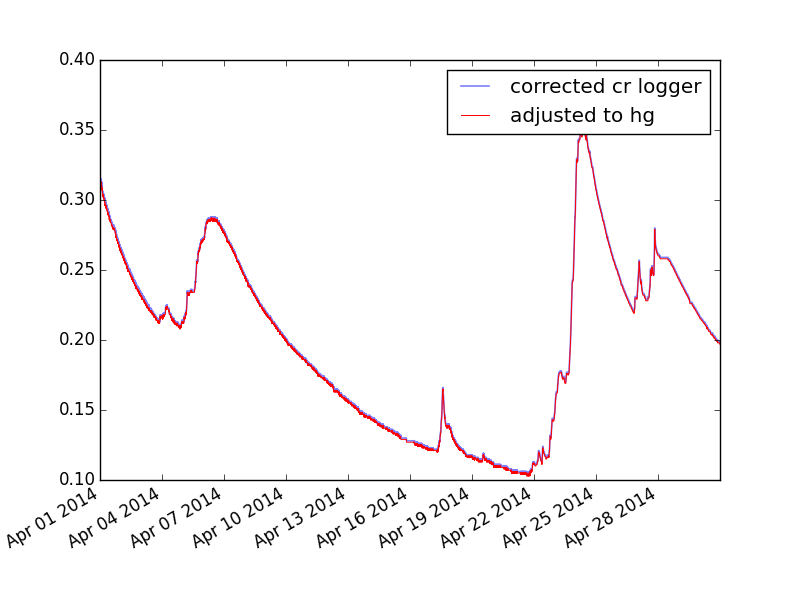 0.40
0.35
0.30
0.25
0.20
0.15
0.10
corrected cr logger
adjusted to hg
Apr 01 2014
Apr 04 2014
Apr 07 2014
Apr 10 2014
Apr 13 2014
Apr 16 2014
Apr 19 2014
Apr 22 2014
Apr 25 2014
Apr 28 2014